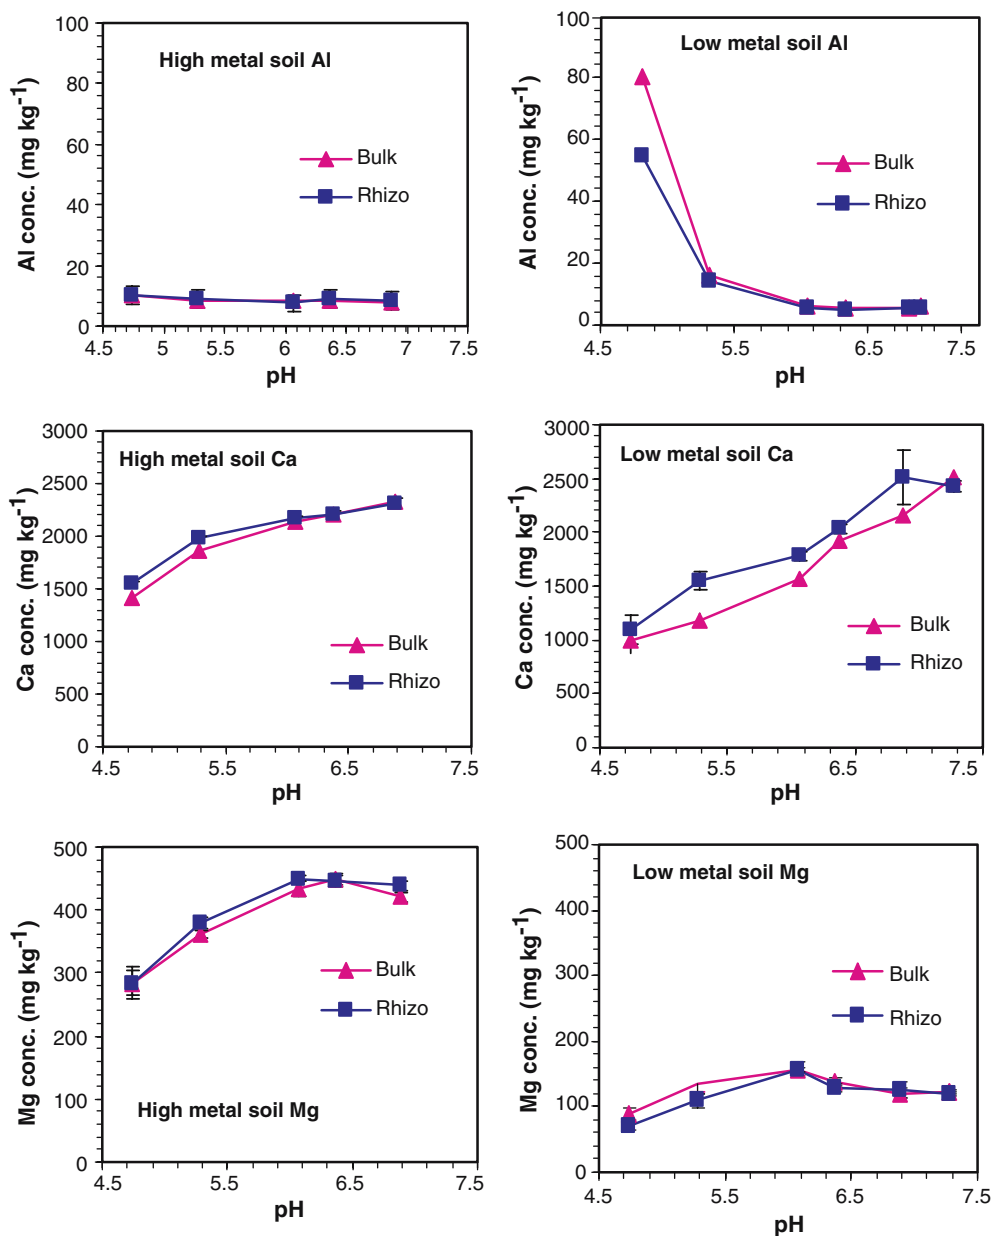 High metal soil Al
Al conc. (mg kg-1)
100
80
60
40
20
0
Bulk
Rhizo
4.5 5 5.5 6 6.5 7 7.5
pH
Low metal soil Al
Al conc. (mg kg-1)
100
80
60
40
20
0
Bulk
Rhizo
4.5 5.5 6.5 7.5
pH
High metal soil Ca
Ca conc. (mg kg-1)
3000
2500
2000
1500
1000
500
0
Bulk
Rhizo
4.5 5.5 6.5 7.5
pH
Low metal soil Ca
Ca conc. (mg kg-1)
3000
2500
2000
1500
1000
500
0
Bulk
Rhizo
4.5 5.5 6.5 7.5
pH
Mg conc. (mg kg-1)
500
400
300
200
100
0
Bulk
Rhizo
High metal soil Mg
4.5 5.5 6.5 7.5
pH
Low metal soil Mg
Mg conc. (mg kg-1)
500
400
300
200
100
0
Bulk
Rhizo
4.5 5.5 6.5 7.5
pH